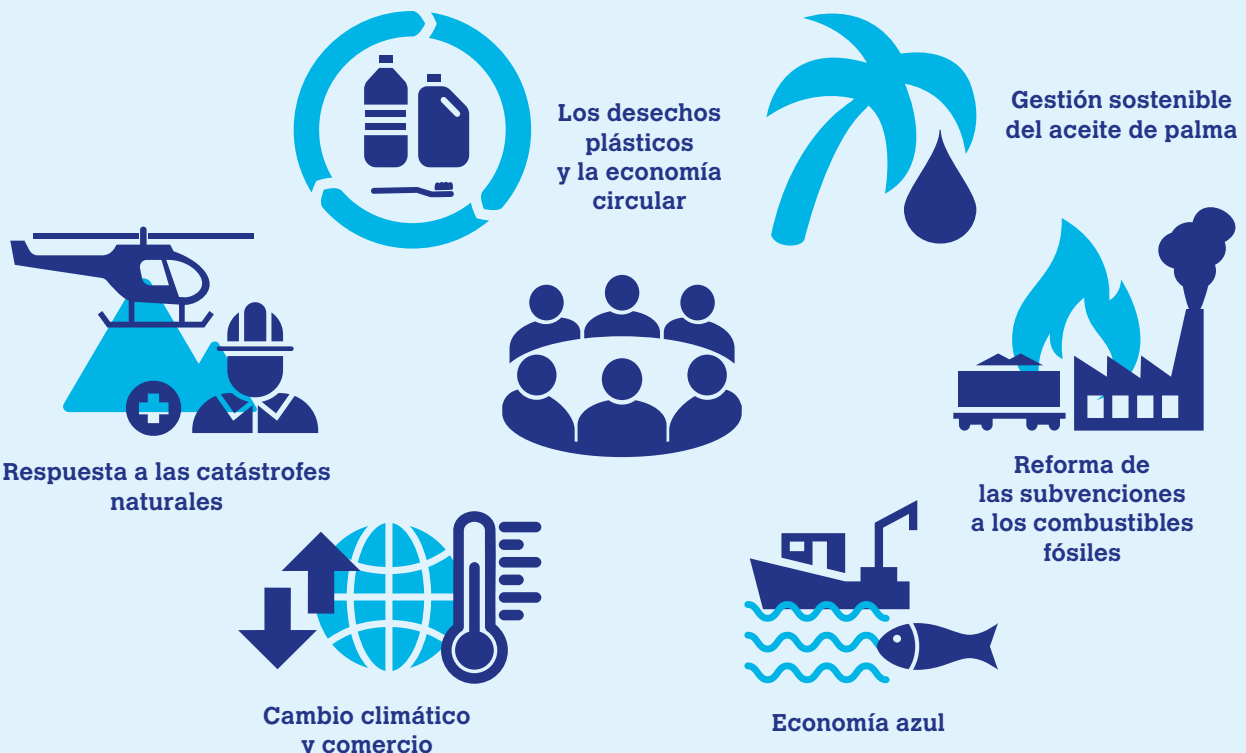 Los desechos
plásticos
y la economía
circular
Gestión sostenible
del aceite de palma
Respuesta a las catástrofes
naturales
Reforma de
las subvenciones
a los combustibles
fósiles
Cambio climático
y comercio
Economía azul